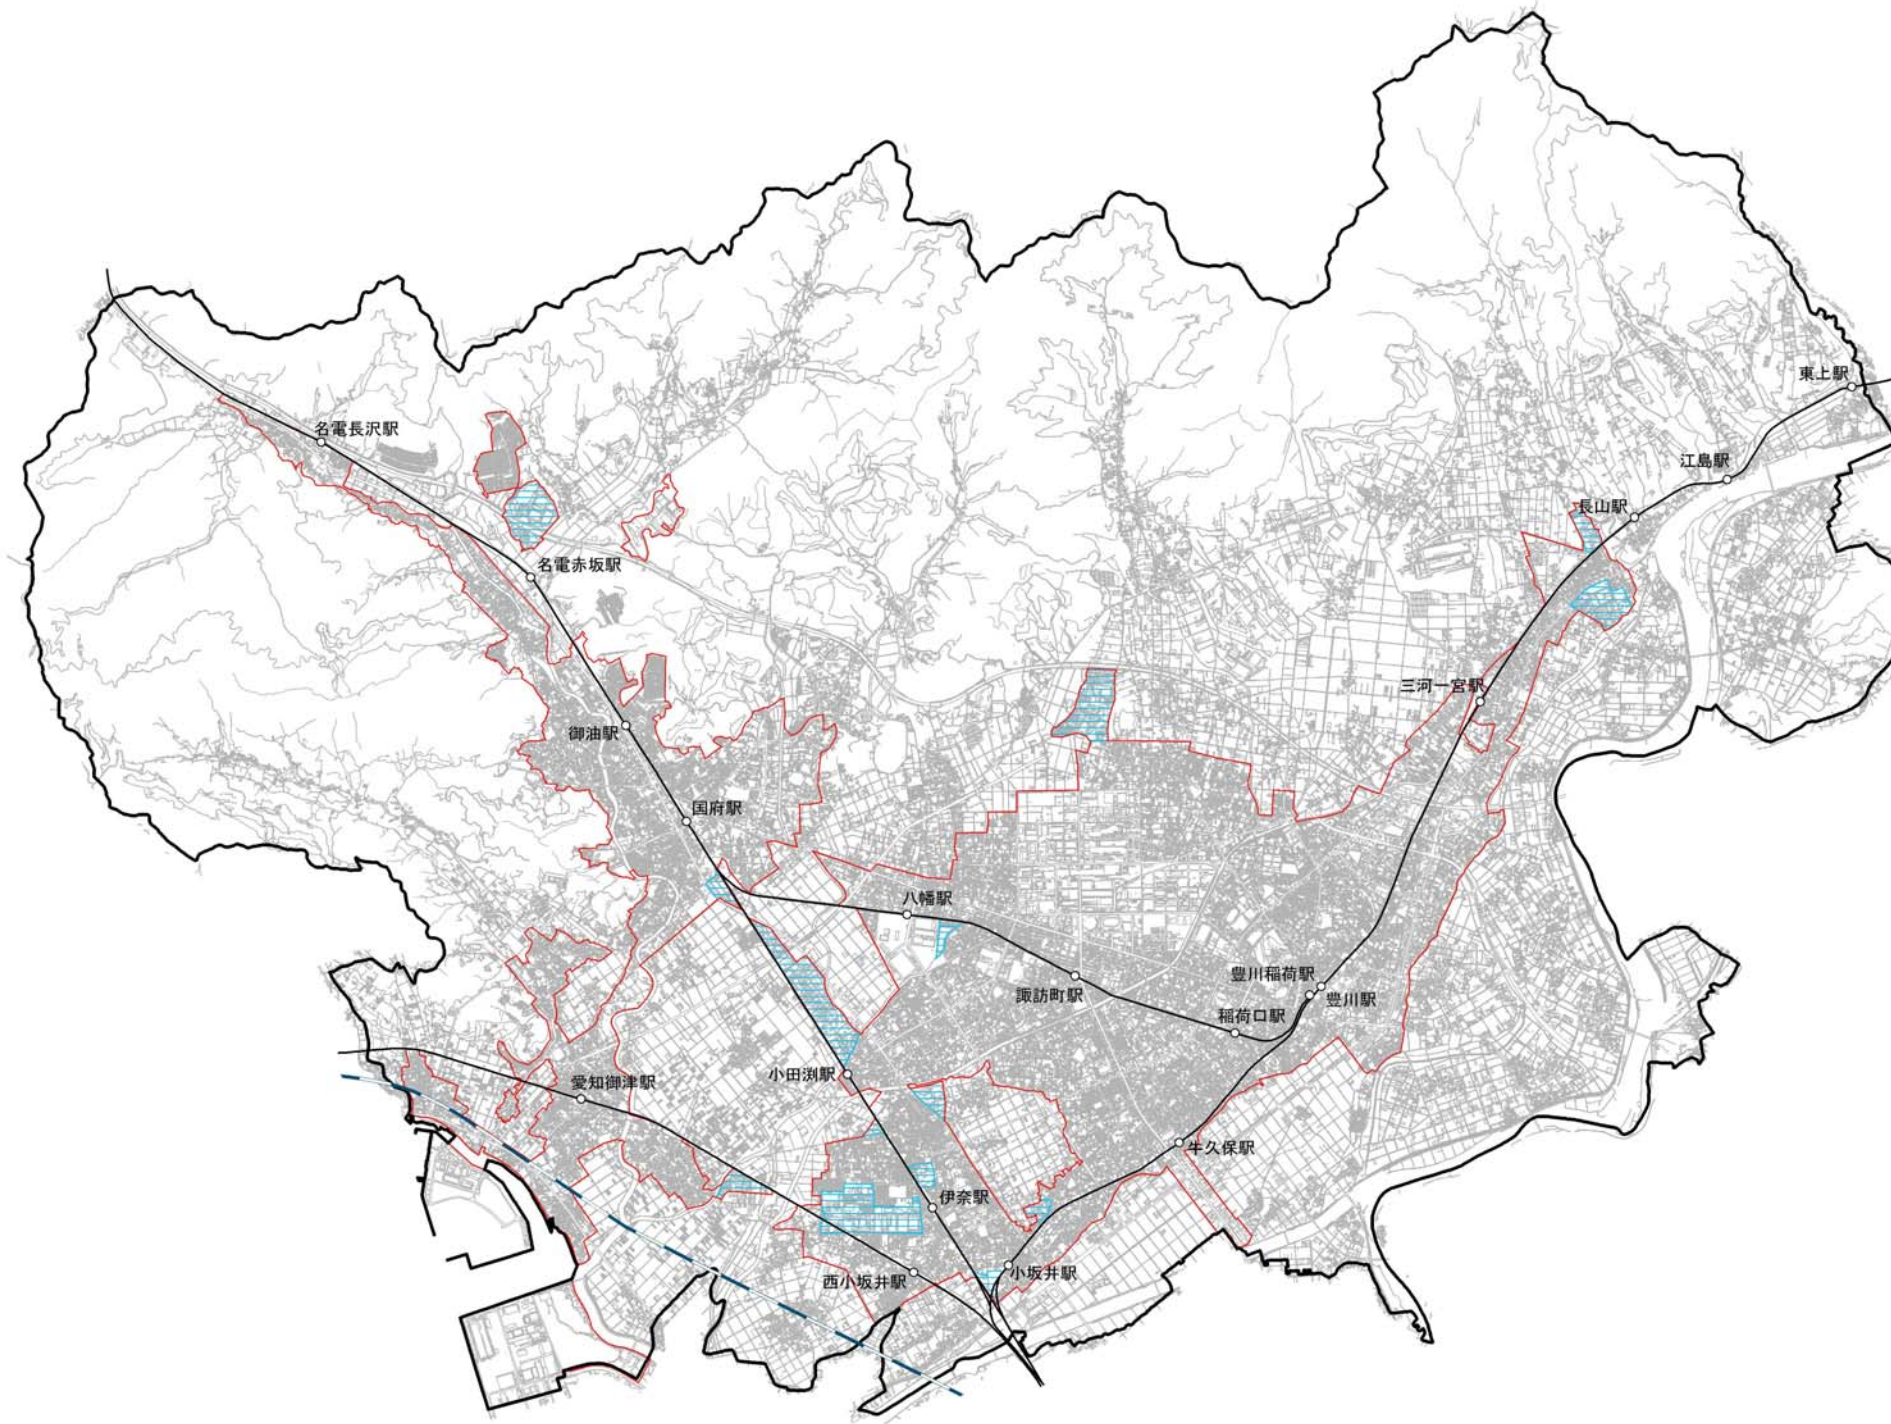 東上駅
名電長沢駅
江島駅
長山駅
名電赤坂駅
三河一宮駅
御油駅
国府駅
八幡駅
豊川稲荷駅
諏訪町駅
豊川駅
稲荷口駅
小田渕駅
愛知御津駅
牛久保駅
伊奈駅
小坂井駅
西小坂井駅